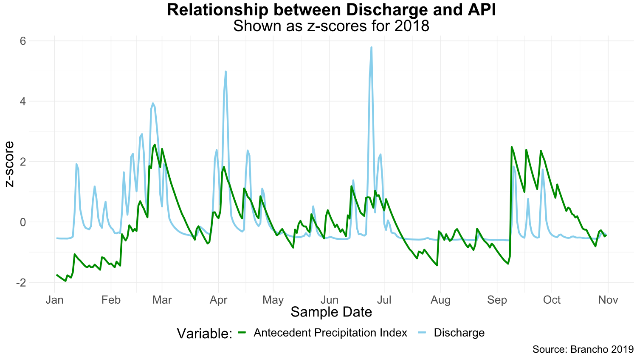 Relationship between Discharge and API
Shown as z-scores for 2018
z-score
6
4
2
0
-2
Jan Feb Mar Apr May Jun Jul Aug Sep Oct Nov
Sample Date
Variable: Antecedent Precipitation Index Discharge
Source: Brancho 2019